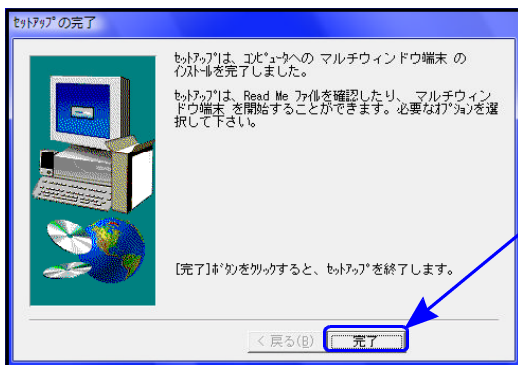 ｾｯﾄｱｯﾌﾟの完了
ｾｯﾄｱｯﾌﾟは、ｺﾝﾋﾟｭｰﾀへの マルチウィンドウ端末 の
ｲﾝｽﾄｰﾙを完了しました。
ｾｯﾄｱｯﾌﾟは、Read Me ﾌｧｲﾙを確認したり、 マルチウィン
ドウ端末 を開始することができます。必要なｵﾌﾟｼｮﾝを選
択して下さい。
[完了]ﾎﾞﾀﾝをｸﾘｯｸすると、ｾｯﾄｱｯﾌﾟを終了します。
< 戻る(B)
完了